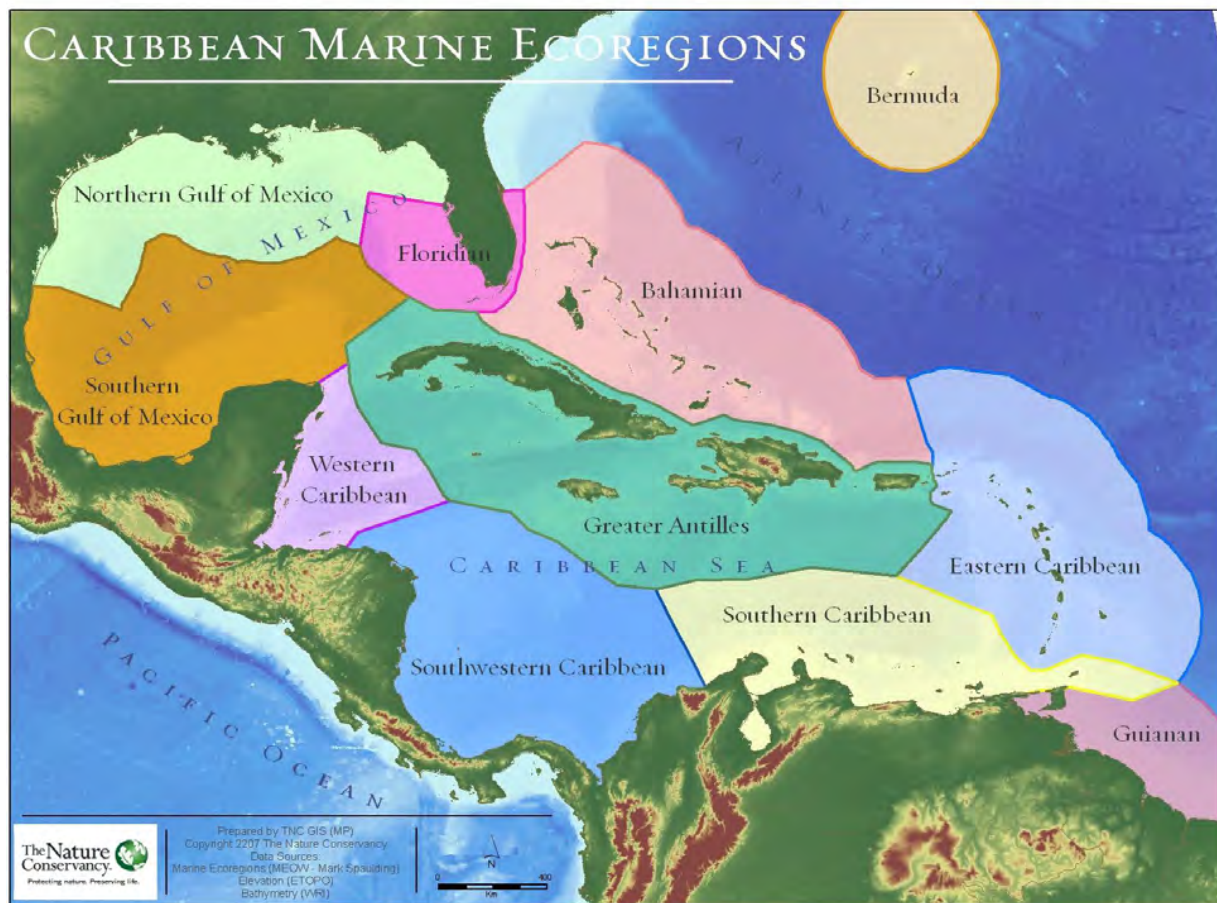 CARIBBEAN MARINE ECOREGIONS
Bermuda
ATLANTIC OCEAN
Northern Gulf of Mexico
GULF OF MEXICO
Floridian
Bahamian
Southern
Gulf of Mexico
Western
Caribbean
Greater Antilles
CARIBBEAN SEA
Eastern Caribbean
Southern Caribbean
Southwestern Caribbean
PACIFIC OCEAN
Guianan
The Nature
Conservancy
Protecting nature. Preserving life.
Prepared by TNC GIS (MP)
Copyright 2207 The Nature Conservancy
Data Sources:
Marine Ecoregions (MEOW - Mark Spaulding)
Elevation (ETOPO)
Bathymetry (WRI)
N
0 400
Km